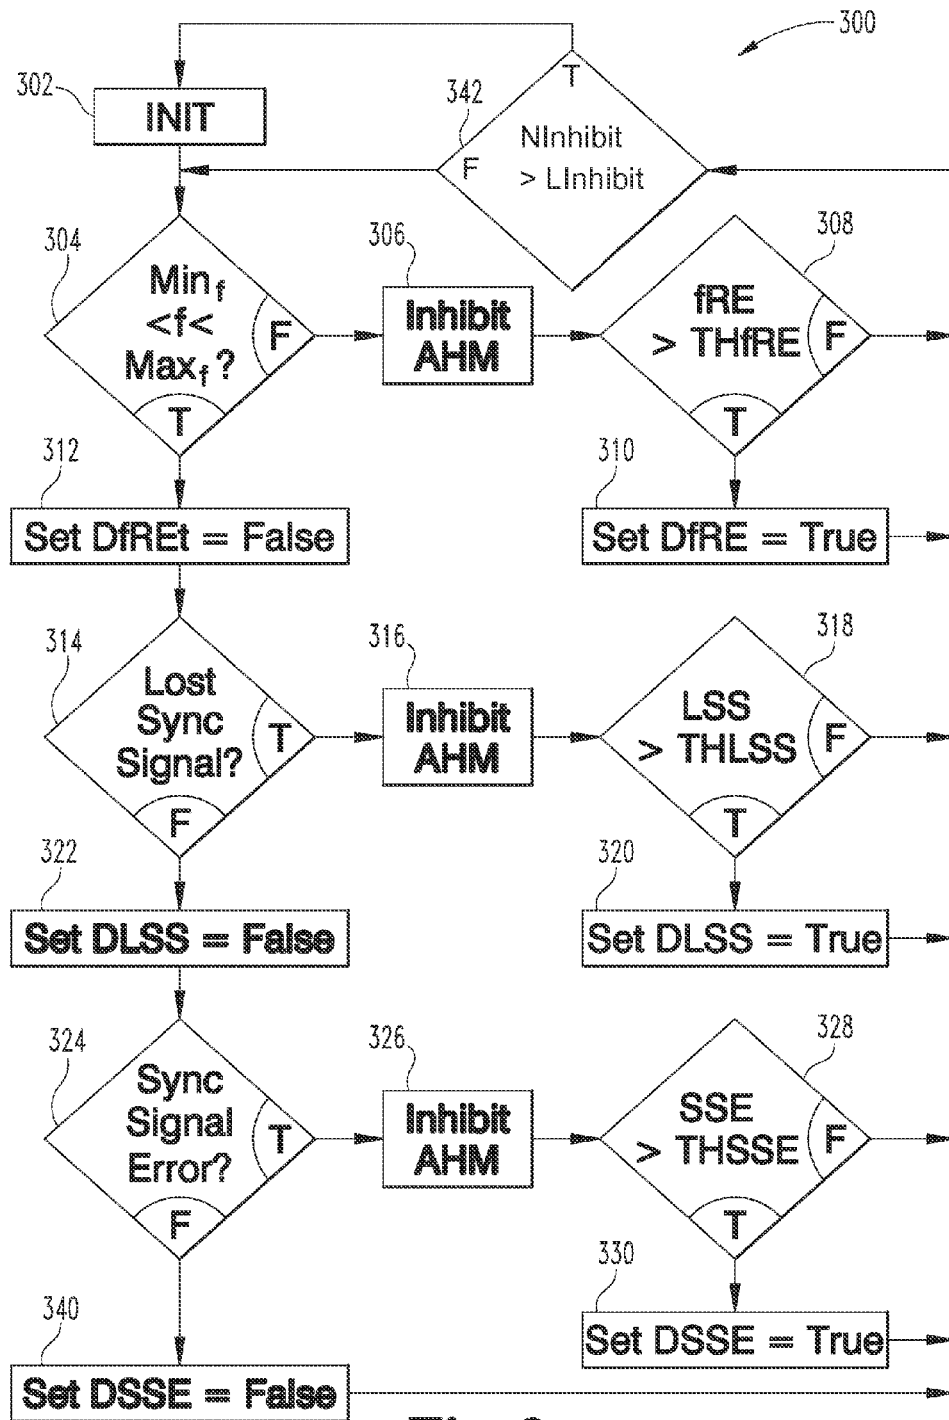 300
302
INIT
342
T
NInhibit
> LInhibit
F
304
Min_f
<f<
Max_f ?
F
T
306
Inhibit
AHM
308
fRE
> THfRE
F
T
312
Set DfREt = False
310
Set DfRE = True
314
Lost
Sync
Signal?
T
F
316
Inhibit
AHM
318
LSS
> THLSS
F
T
322
Set DLSS = False
320
Set DLSS = True
324
Sync
Signal
Error?
T
F
326
Inhibit
AHM
328
SSE
> THSSE
F
T
330
Set DSSE = True
340
Set DSSE = False